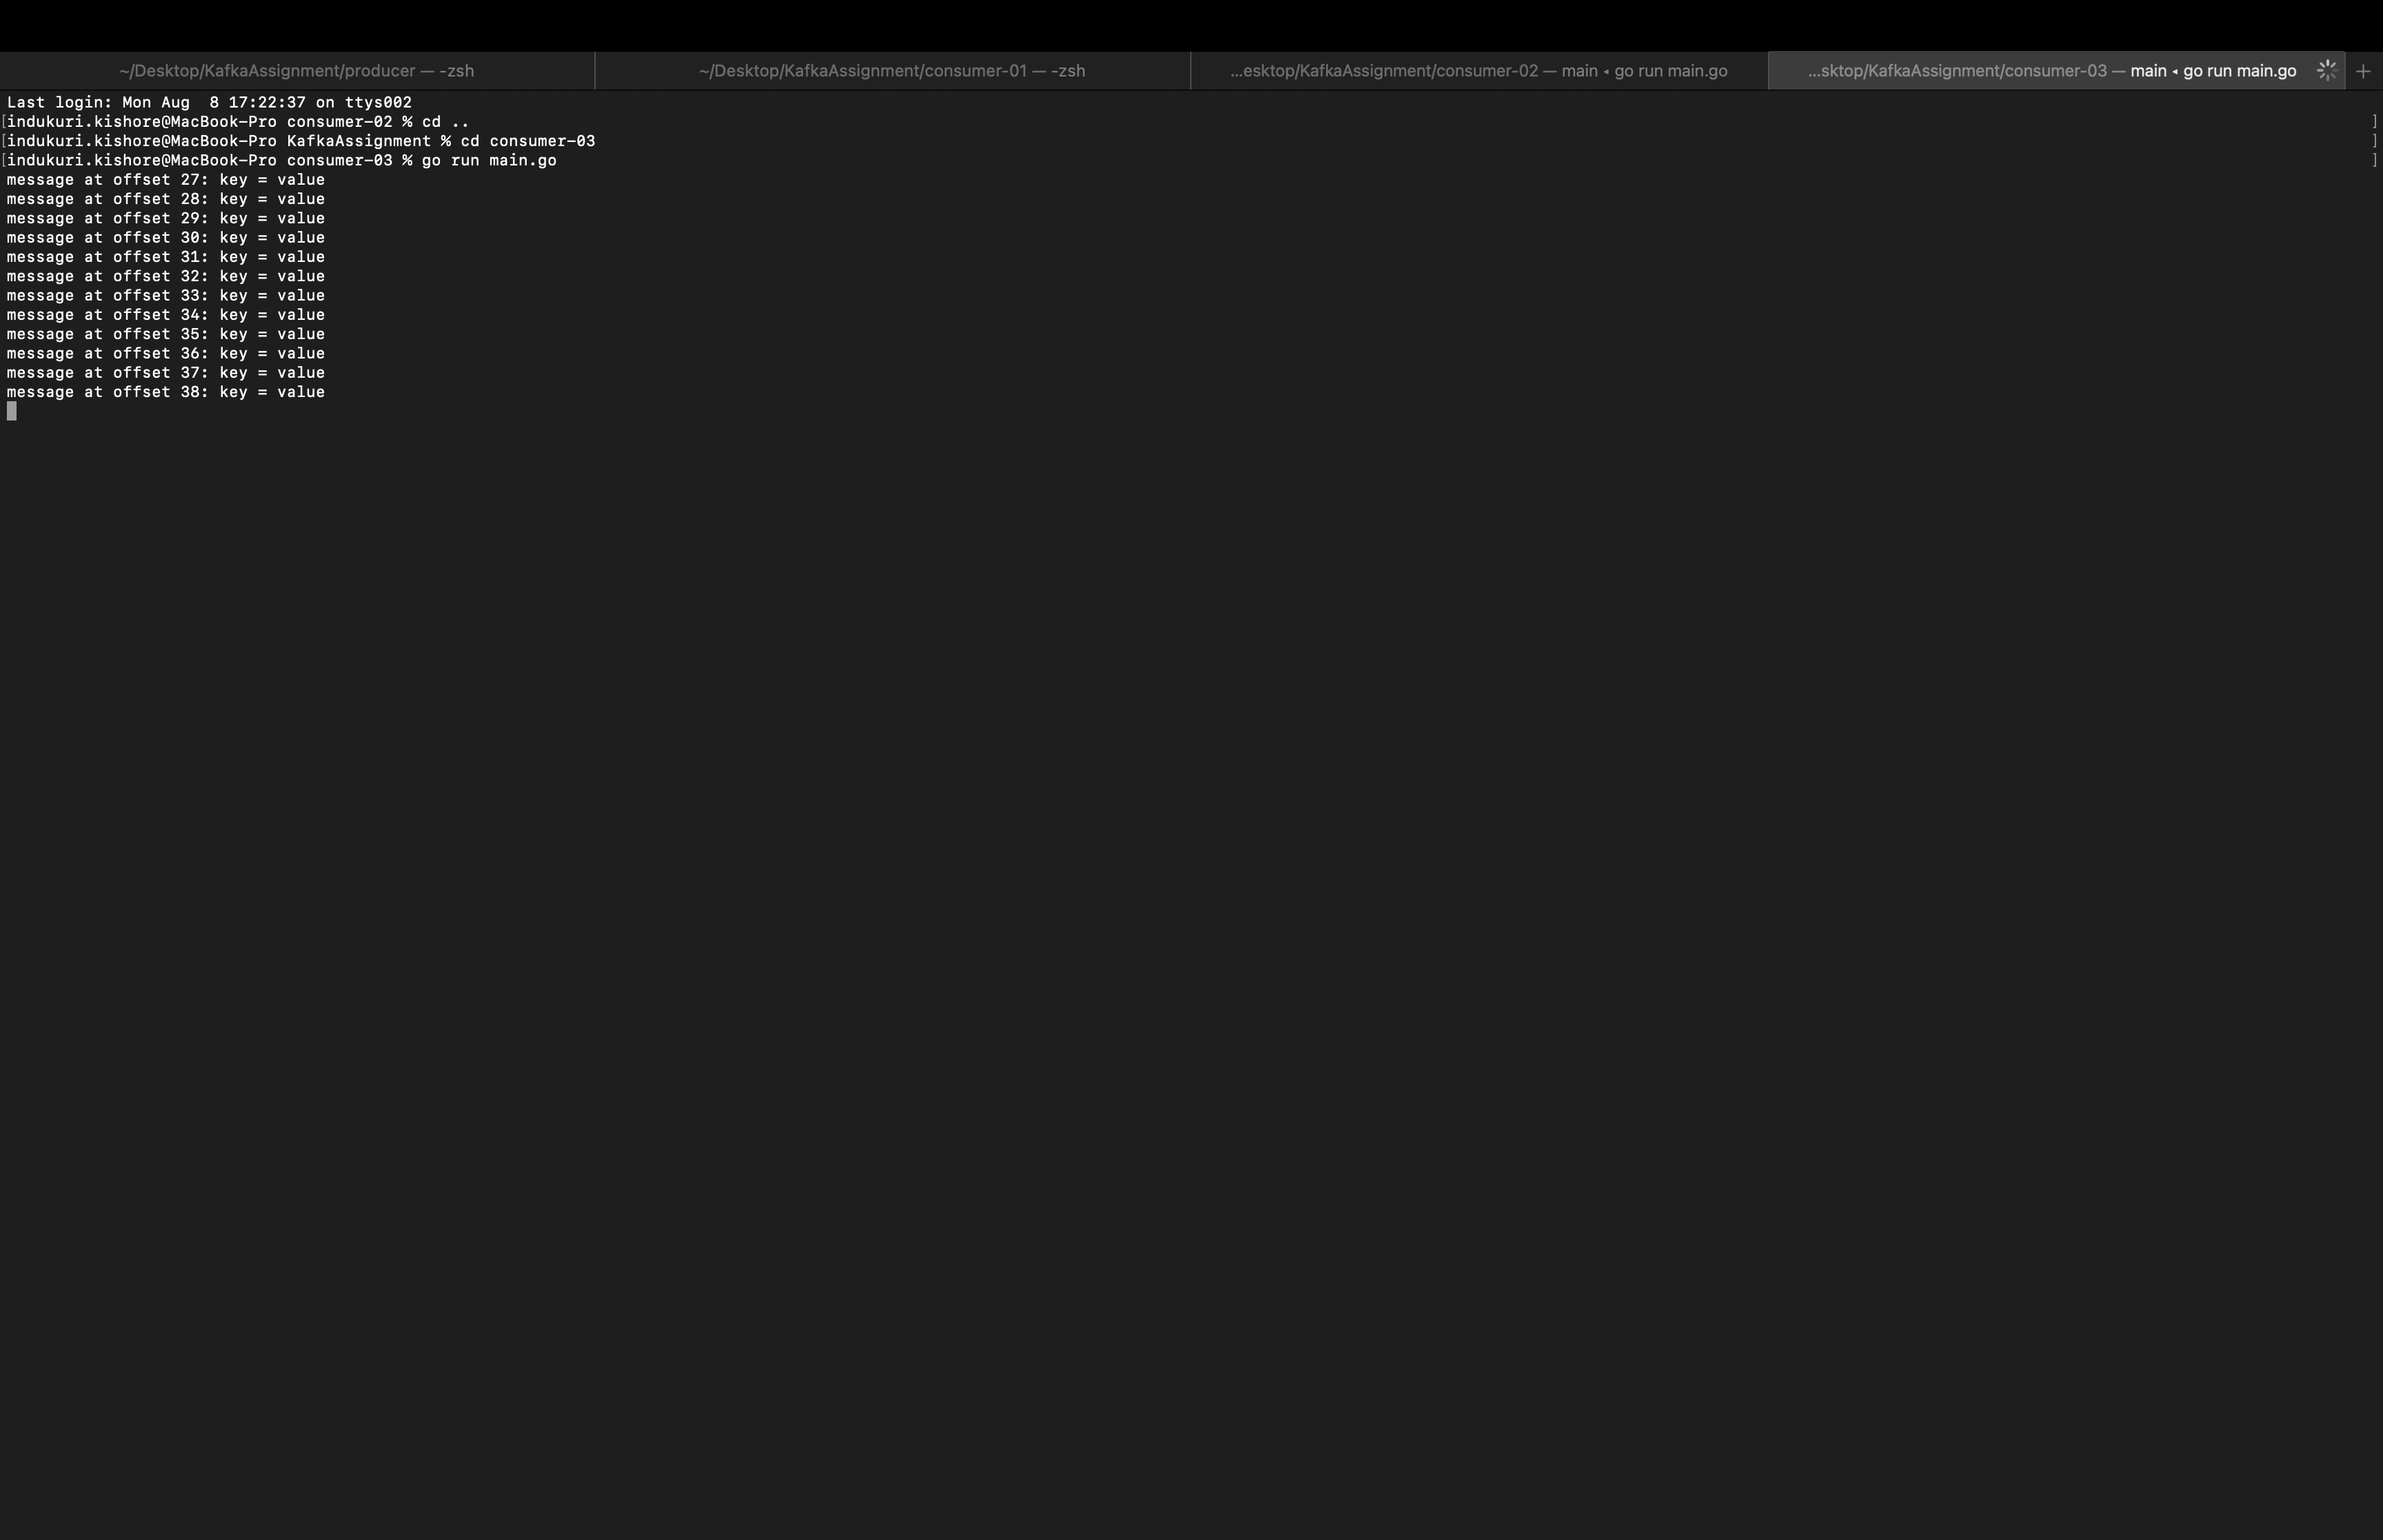 ~/Desktop/KafkaAssignment/producer — -zsh
~/Desktop/KafkaAssignment/consumer-01 — -zsh
...esktop/KafkaAssignment/consumer-02 — main ◂ go run main.go
...sktop/KafkaAssignment/consumer-03 — main ◂ go run main.go
Last login: Mon Aug  8 17:22:37 on ttys002
[indukuri.kishore@MacBook-Pro consumer-02 % cd .. ]
[indukuri.kishore@MacBook-Pro KafkaAssignment % cd consumer-03 ]
[indukuri.kishore@MacBook-Pro consumer-03 % go run main.go ]
message at offset 27: key = value
message at offset 28: key = value
message at offset 29: key = value
message at offset 30: key = value
message at offset 31: key = value
message at offset 32: key = value
message at offset 33: key = value
message at offset 34: key = value
message at offset 35: key = value
message at offset 36: key = value
message at offset 37: key = value
message at offset 38: key = value